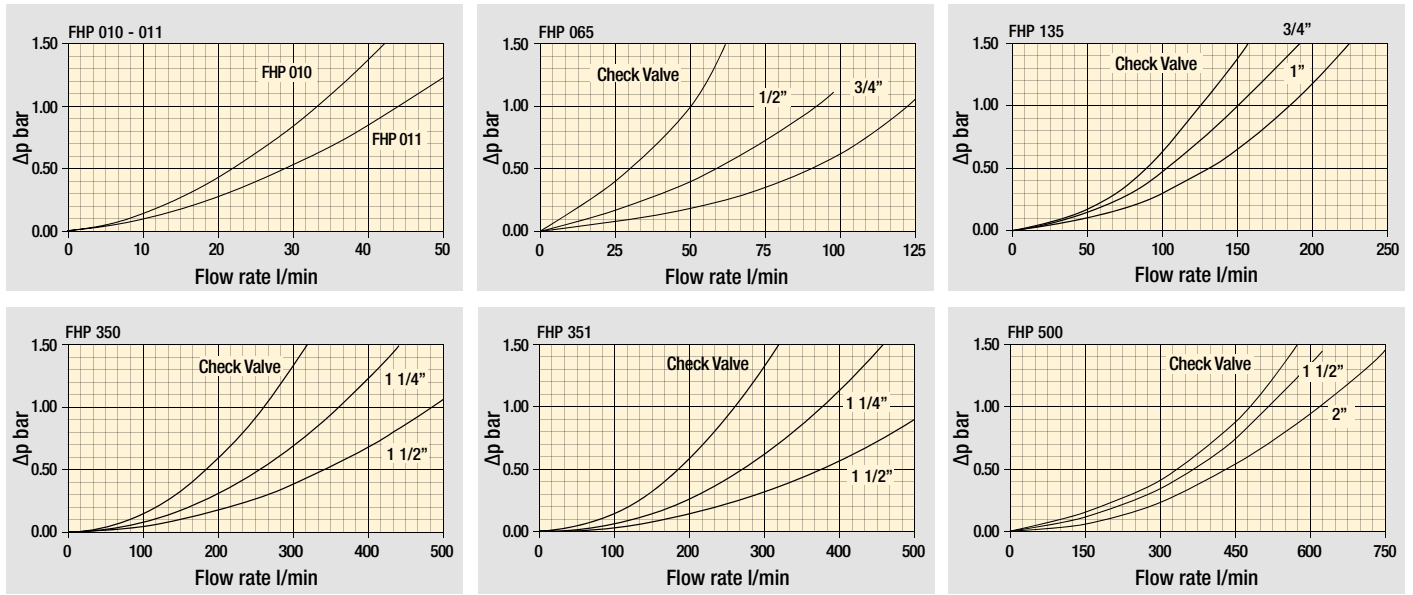 FHP 010 - 011
1.50
1.00
0.50
0.00
Δp bar
FHP 010
FHP 011
0 10 20 30 40 50
Flow rate l/min
FHP 065
1.50
1.00
0.50
0.00
Δp bar
Check Valve
1/2”
3/4”
0 25 50 75 100 125
Flow rate l/min
FHP 135
1.50
1.00
0.50
0.00
Δp bar
Check Valve
3/4”
1”
0 50 100 150 200 250
Flow rate l/min
FHP 350
1.50
1.00
0.50
0.00
Δp bar
Check Valve
1 1/4”
1 1/2”
0 100 200 300 400 500
Flow rate l/min
FHP 351
1.50
1.00
0.50
0.00
Δp bar
Check Valve
1 1/4”
1 1/2”
0 100 200 300 400 500
Flow rate l/min
FHP 500
1.50
1.00
0.50
0.00
Δp bar
Check Valve
1 1/2”
2”
0 150 300 450 600 750
Flow rate l/min